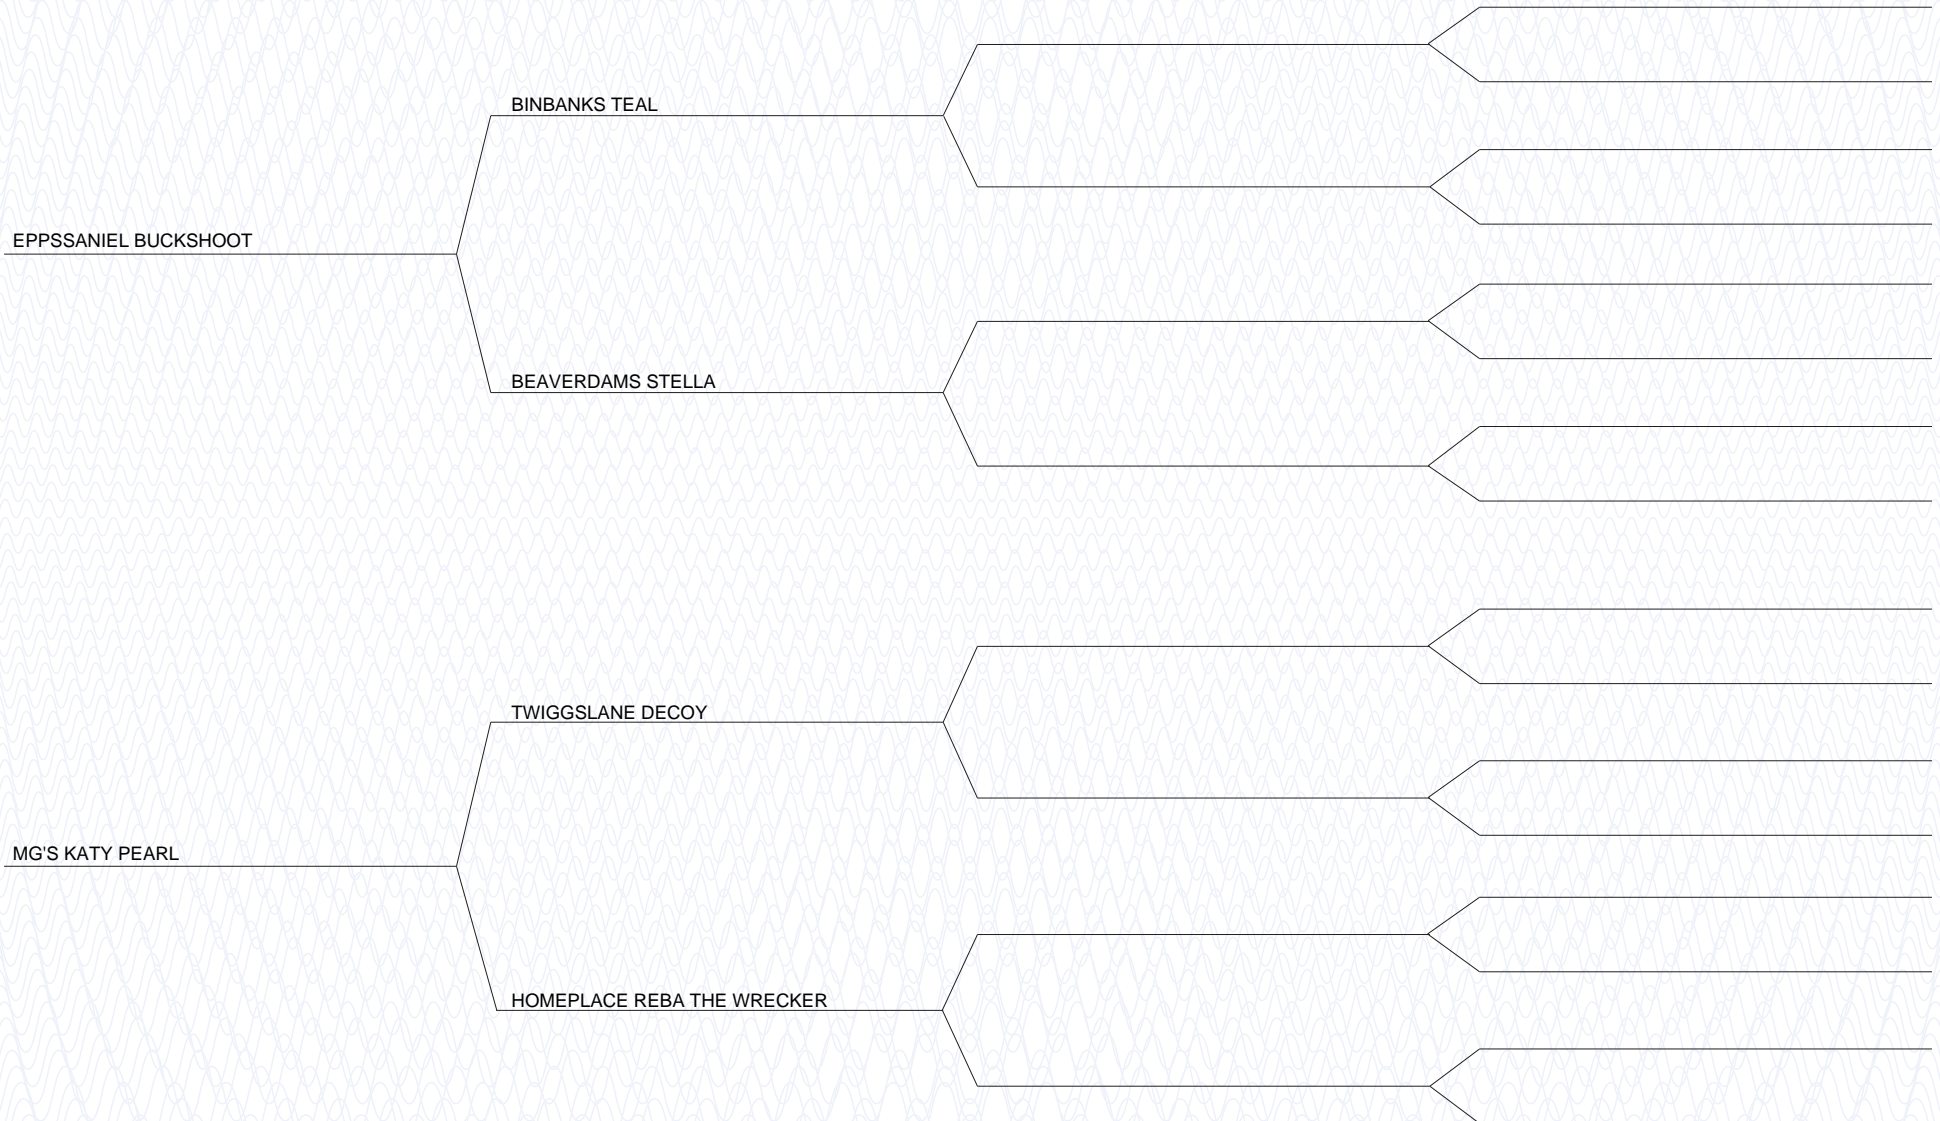 BINBANKS TEAL
EPPSSANIEL BUCKSHOOT
BEAVERDAMS STELLA
TWIGGSLANE DECOY
MG'S KATY PEARL
HOMEPLACE REBA THE WRECKER